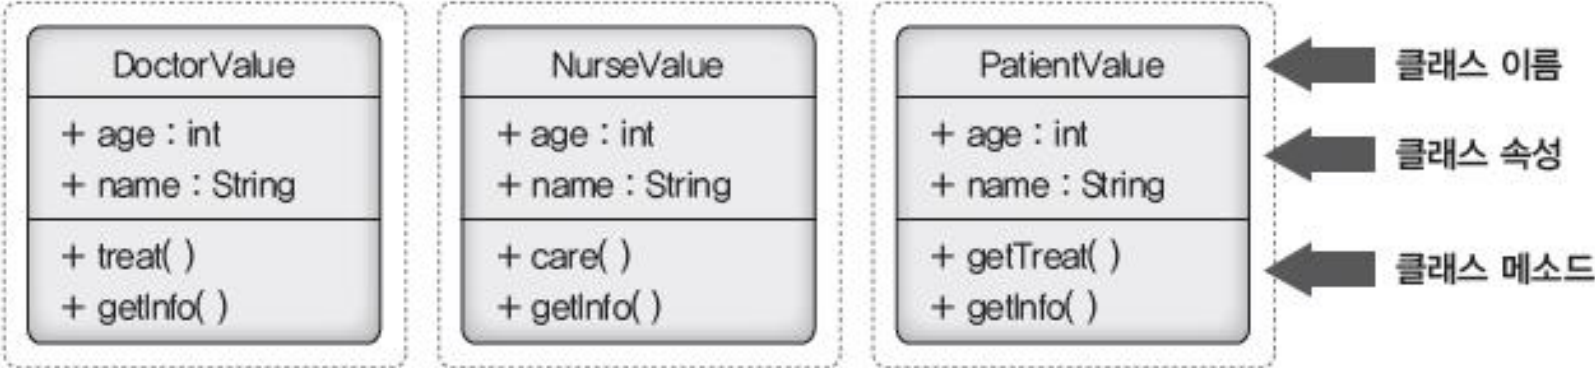 DoctorValue
+ age : int
+ name : String
+ treat( )
+ getInfo( )
NurseValue
+ age : int
+ name : String
+ care( )
+ getInfo( )
PatientValue
+ age : int
+ name : String
+ getTreat( )
+ getInfo( )
클래스 이름
클래스 속성
클래스 메소드